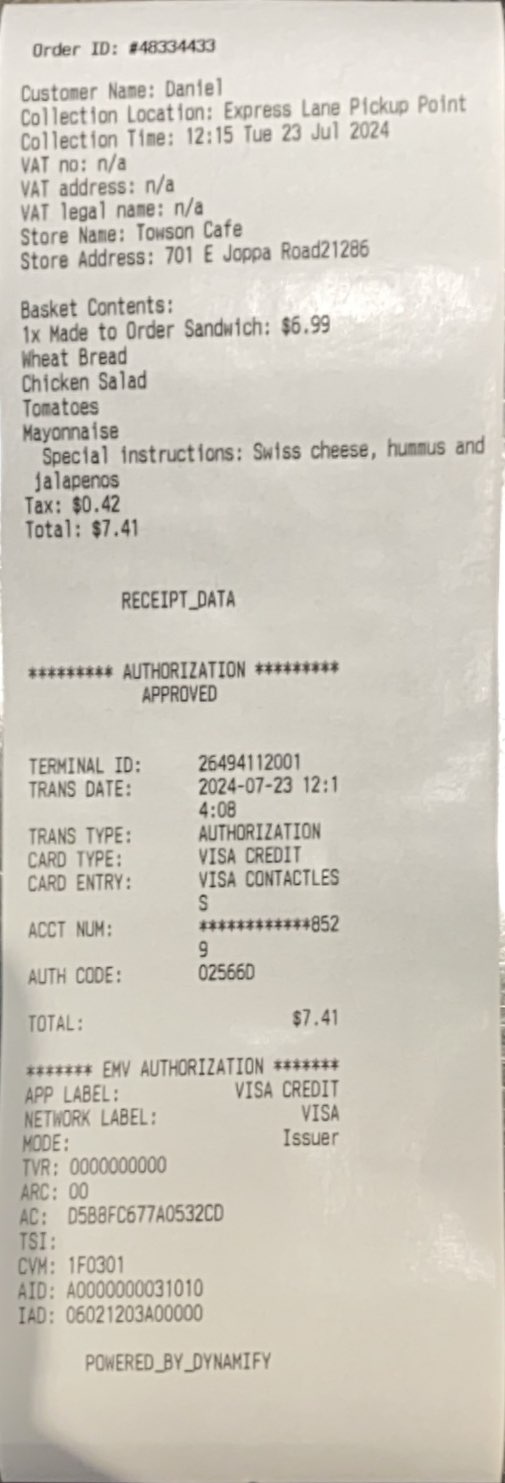 Order ID: #48334433
Customer Name: Daniel
Collection Location: Express Lane Pickup Point
Collection Time: 12:15 Tue 23 Jul 2024
VAT no: n/a
VAT address: n/a
VAT legal name: n/a
Store Name: Towson Cafe
Store Address: 701 E Joppa Road21286
Basket Contents:
1x Made to Order Sandwich: $6.99
Wheat Bread
Chicken Salad
Tomatoes
Mayonnaise
Special instructions: Swiss cheese, hummus and
jalapenos
Tax: $0.42
Total: $7.41
RECEIPT_DATA
********* AUTHORIZATION *********
APPROVED
TERMINAL ID: 26494112001
TRANS DATE: 2024-07-23 12:1
4:08
TRANS TYPE: AUTHORIZATION
CARD TYPE: VISA CREDIT
CARD ENTRY: VISA CONTACTLES
S
ACCT NUM: ************852
9
AUTH CODE: 02566D
TOTAL: $7.41
******* EMV AUTHORIZATION *******
APP LABEL: VISA CREDIT
NETWORK LABEL: VISA
MODE: Issuer
TVR: 0000000000
ARC: 00
AC: D5B8FC677A0532CD
TSI:
CVM: 1F0301
AID: A0000000031010
IAD: 06021203A00000
POWERED_BY_DYNAMIFY